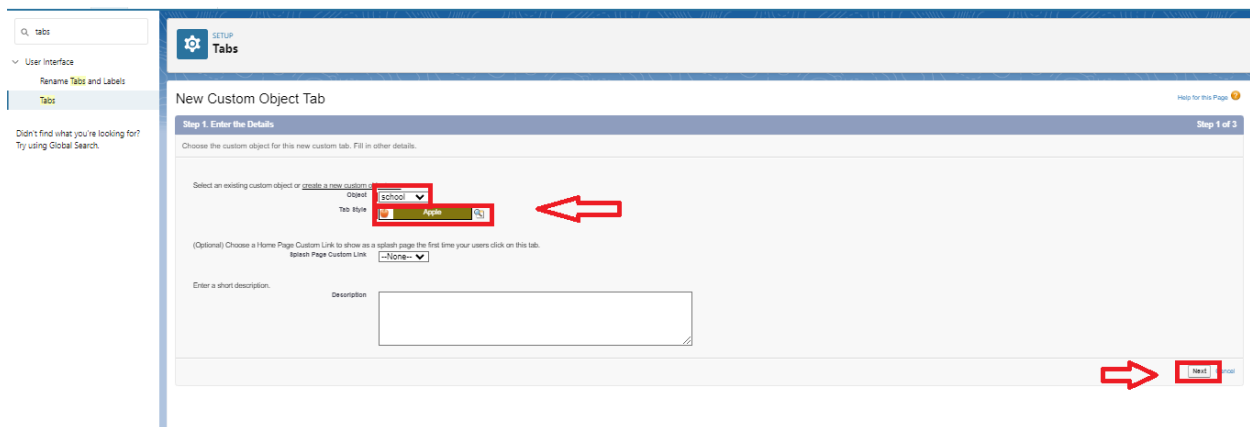 tabs
User Interface
Rename Tabs and Labels
Tabs
Didn't find what you're looking for?
Try using Global Search.
SETUP
Tabs
New Custom Object Tab
Help for this Page
Step 1. Enter the Details
Step 1 of 3
Choose the custom object for this new custom tab. Fill in other details.
Select an existing custom object or create a new custom
Object school
Tab Style Apple
(Optional) Choose a Home Page Custom Link to show as a splash page the first time your users click on this tab.
Splash Page Custom Link --None--
Enter a short description.
Description
Next